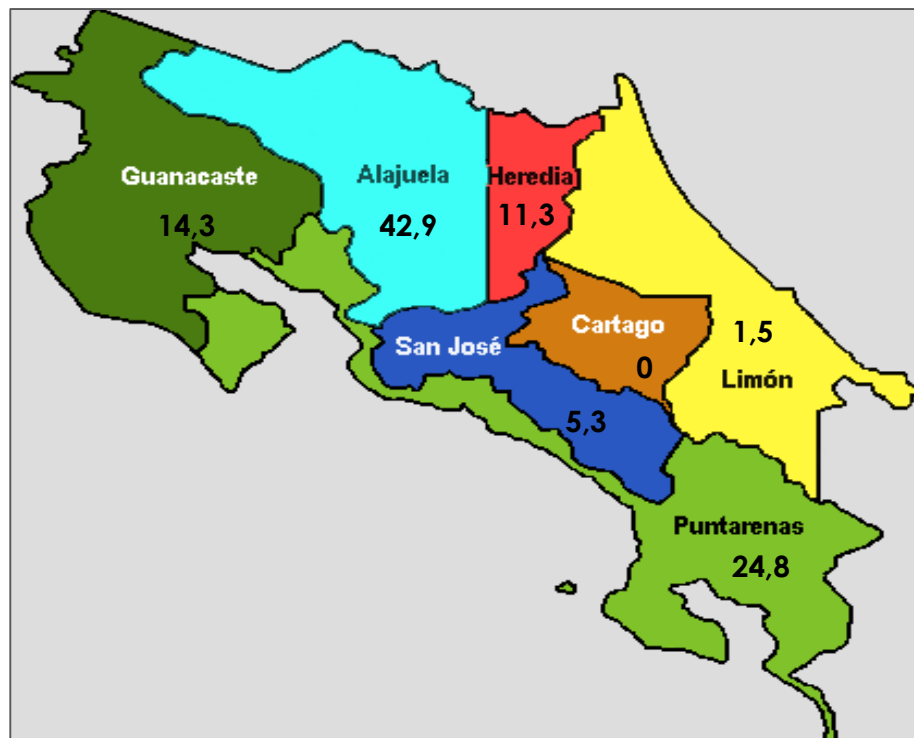 Guanacaste
14,3
Alajuela
42,9
Heredia
11,3
San José
5,3
Cartago
0
1,5
Limón
Puntarenas
24,8